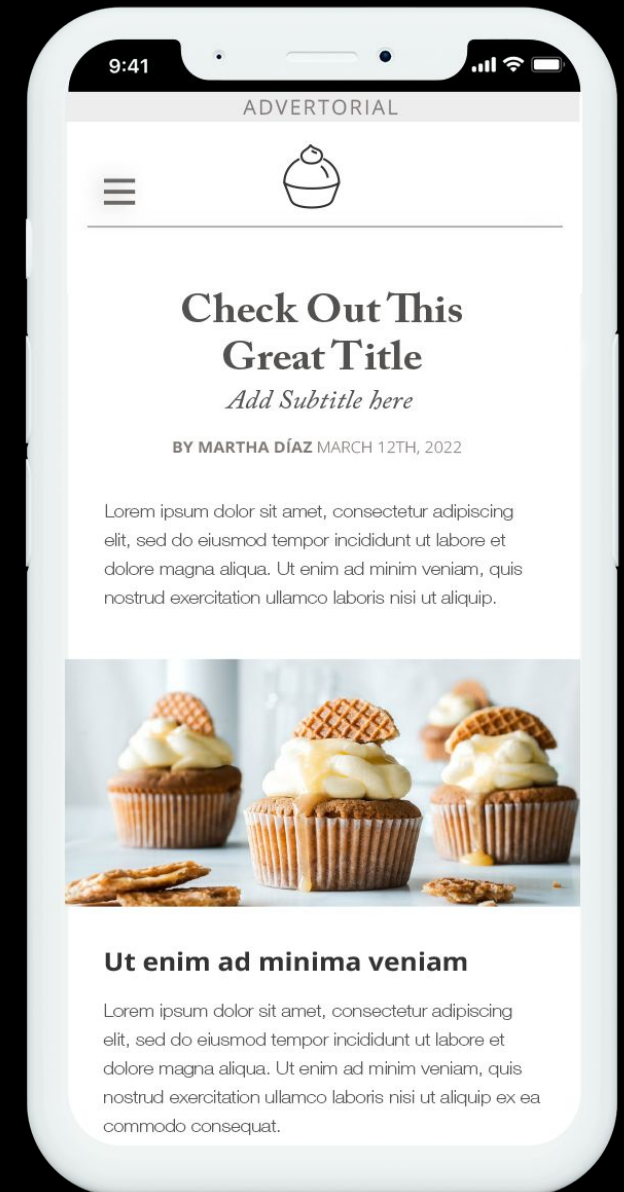 9:41
ADVERTORIAL
Check Out This
Great Title
Add Subtitle here
BY MARTHA DÍAZ MARCH 12TH, 2022
Lorem ipsum dolor sit amet, consectetur adipiscing
elit, sed do eiusmod tempor incididunt ut labore et
dolore magna aliqua. Ut enim ad minim veniam, quis
nostrud exercitation ullamco laboris nisi ut aliquip.
Ut enim ad minima veniam
Lorem ipsum dolor sit amet, consectetur adipiscing
elit, sed do eiusmod tempor incididunt ut labore et
dolore magna aliqua. Ut enim ad minim veniam, quis
nostrud exercitation ullamco laboris nisi ut aliquip ex ea
commodo consequat.